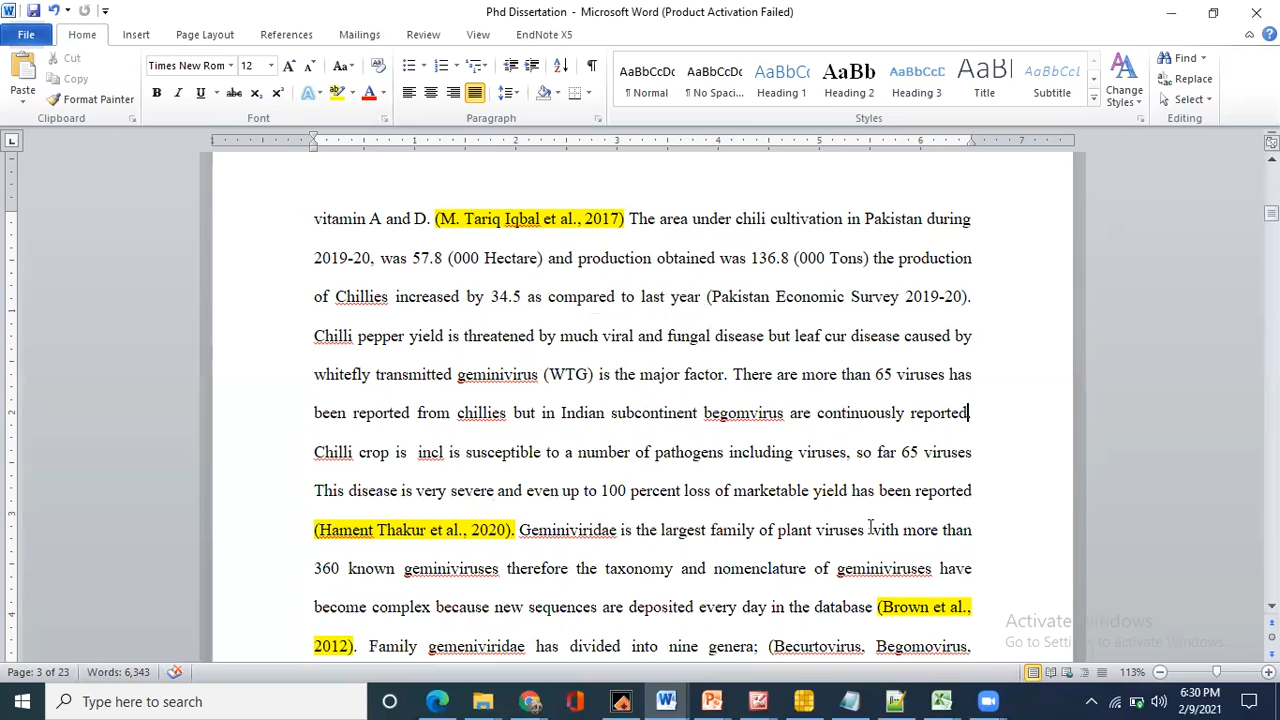 Phd Dissertation - Microsoft Word (Product Activation Failed)
File Home Insert Page Layout References Mailings Review View EndNote X5
Paste
Cut
Copy
Format Painter
Clipboard
Times New Rom 12
Font
Paragraph
AaBbCcDc ¶ Normal
AaBbCcDc ¶ No Spaci...
AaBbCc Heading 1
AaBb Heading 2
AaBbCcD Heading 3
AaBb Title
AaBbCcL Subtitle
Change Styles
Styles
Find
Replace
Select
Editing
vitamin A and D. (M. Tariq Iqbal et al., 2017) The area under chili cultivation in Pakistan during
2019-20, was 57.8 (000 Hectare) and production obtained was 136.8 (000 Tons) the production
of Chillies increased by 34.5 as compared to last year (Pakistan Economic Survey 2019-20).
Chilli pepper yield is threatened by much viral and fungal disease but leaf cur disease caused by
whitefly transmitted geminivirus (WTG) is the major factor. There are more than 65 viruses has
been reported from chillies but in Indian subcontinent begomvirus are continuously reported.
Chilli crop is incl is susceptible to a number of pathogens including viruses, so far 65 viruses
This disease is very severe and even up to 100 percent loss of marketable yield has been reported
(Hament Thakur et al., 2020). Geminiviridae is the largest family of plant viruses with more than
360 known geminiviruses therefore the taxonomy and nomenclature of geminiviruses have
become complex because new sequences are deposited every day in the database (Brown et al.,
2012). Family gemeniviridae has divided into nine genera; (Becurtovirus, Begomovirus,
Activate Windows
Go to Settings to activate Windows.
Page: 3 of 23 Words: 6,343 113%
Type here to search
6:30 PM
2/9/2021